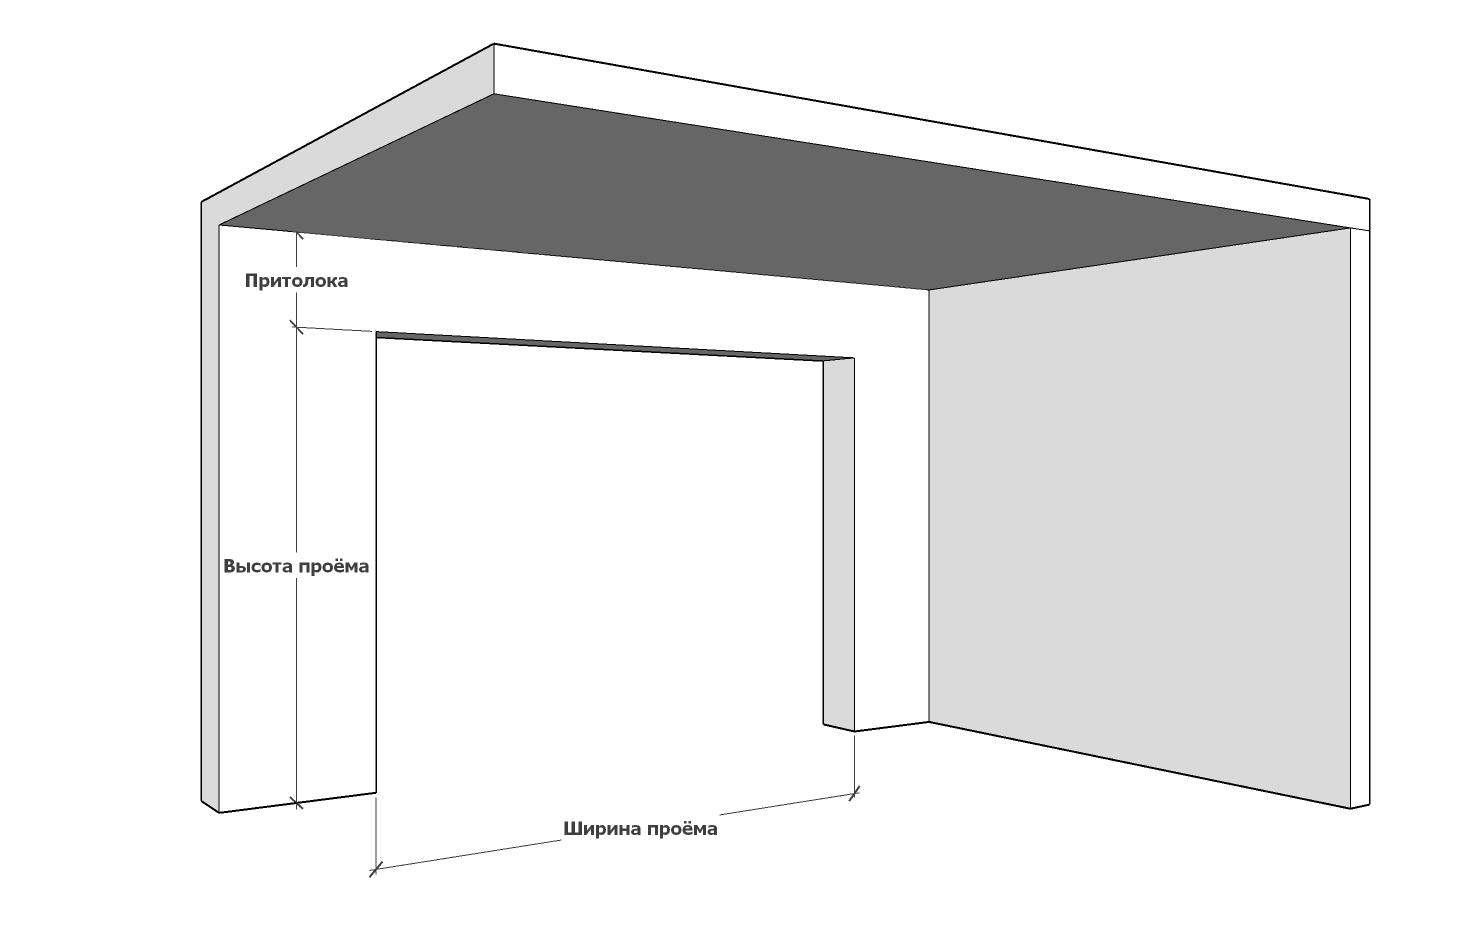 Притолока
Высота проёма
Ширина проёма